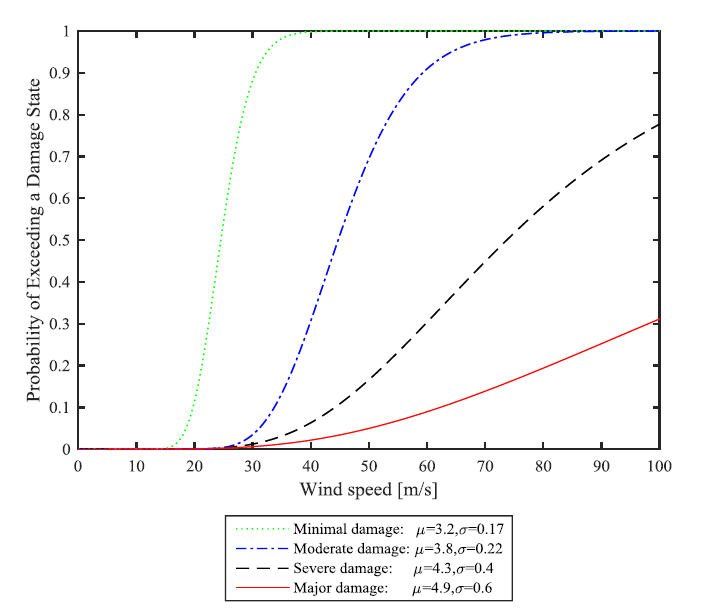 Probability of Exceeding a Damage State
1
0.9
0.8
0.7
0.6
0.5
0.4
0.3
0.2
0.1
0
0 10 20 30 40 50 60 70 80 90 100
Wind speed [m/s]
Minimal damage: μ=3.2,σ=0.17
Moderate damage: μ=3.8,σ=0.22
Severe damage: μ=4.3,σ=0.4
Major damage: μ=4.9,σ=0.6